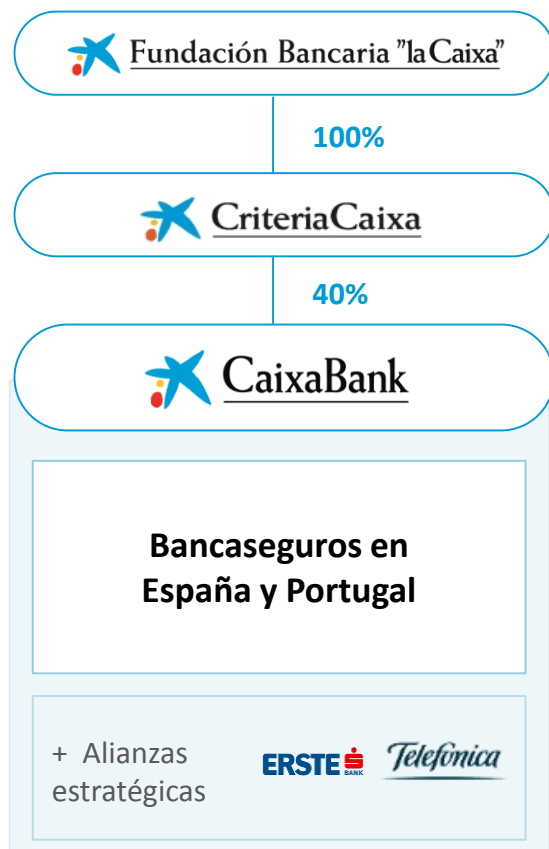 Fundación Bancaria "la Caixa"
100%
CriteriaCaixa
40%
CaixaBank
Bancaseguros en
España y Portugal
+ Alianzas
estratégicas
ERSTE S
BANK
Telefónica